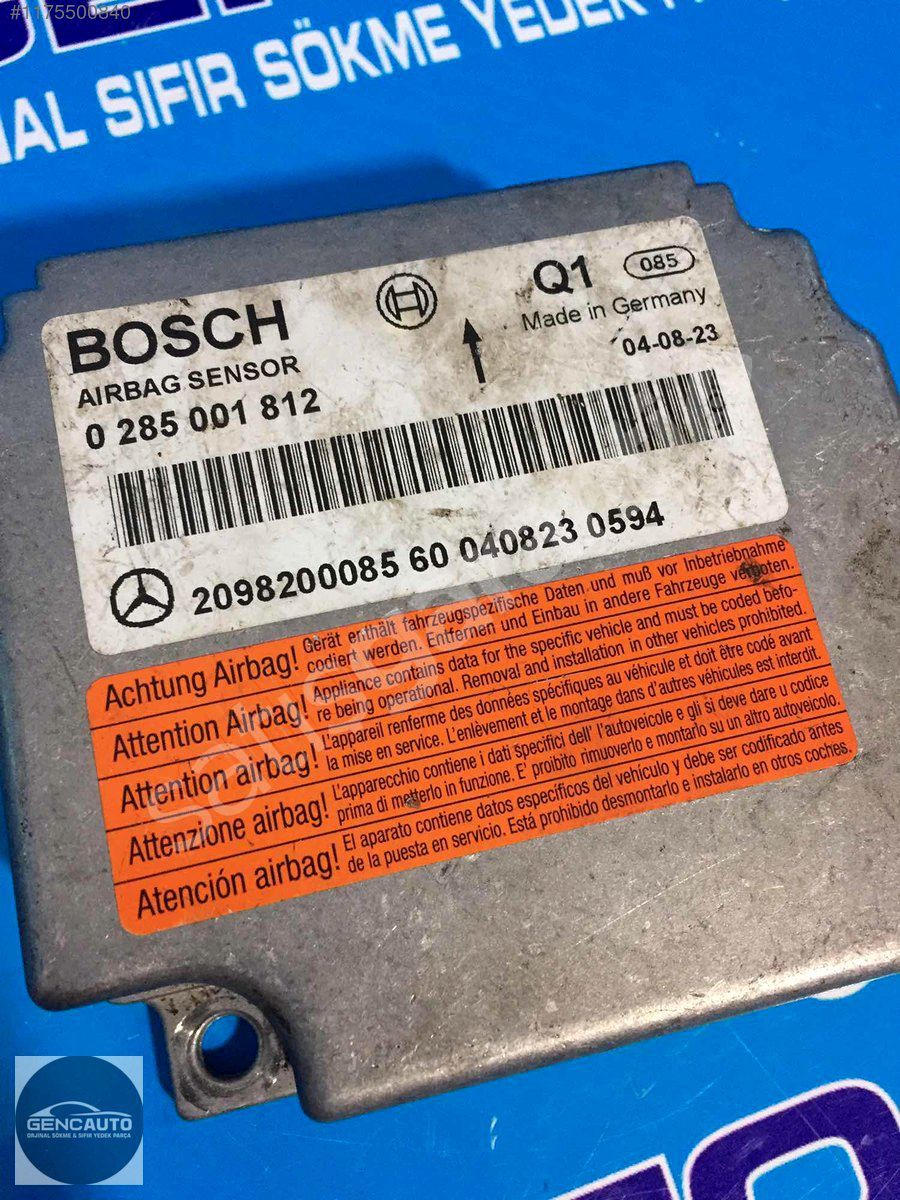 #1175500840
NAL SIFIR SÖKME YEDEK PA
BOSCH
AIRBAG SENSOR
0 285 001 812
Q1 085
Made in Germany
04-08-23
2098200085 60 040823 0594
Achtung Airbag! Gerät enthält fahrzeugspezifische Daten und muß vor Inbetriebnahme
codiert werden. Entfernen und Einbau in andere Fahrzeuge verboten.
Attention Airbag! Appliance contains data for the specific vehicle and must be coded befo-
re being operational. Removal and installation in other vehicles prohibited.
Attention airbag! L'appareil renferme des données spécifiques au véhicule et doit être codé avant
la mise en service. L'enlèvement et le montage dans d'autres véhicules est interdit.
Attenzione airbag! L'apparecchio contiene i dati specifici dell' l'autoveicole e gli si deve dare u codice
prima di metterlo in funzione. E' proibito rimuoverlo e montarlo su un altro autoveicolo.
Atención airbag! El aparato contiene datos específicos del vehículo y debe ser codificado antes
de la puesta en servicio. Está prohibido desmontarlo e instalarlo en otros coches.
GENCAUTO
ORJİNAL SÖKME & SIFIR YEDEK PARÇA